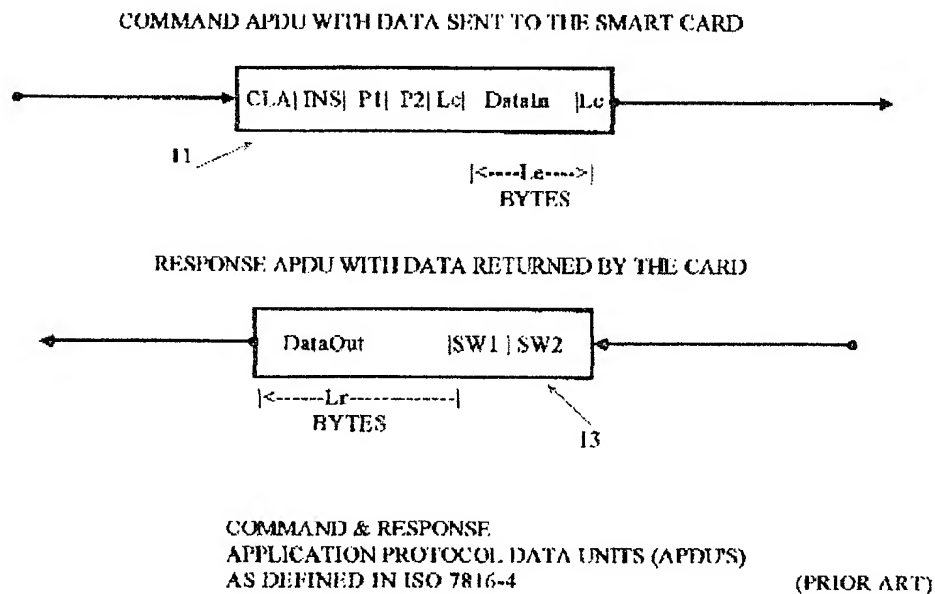 COMMAND APDU WITH DATA SENT TO THE SMART CARD
CLA| INS| P1| P2| Lc| DataIn |Le
11
|<----Lc---->|
BYTES
RESPONSE APDU WITH DATA RETURNED BY THE CARD
DataOut |SW1 | SW2
|<------Lr------------|
BYTES
13
COMMAND & RESPONSE
APPLICATION PROTOCOL DATA UNITS (APDU'S)
AS DEFINED IN ISO 7816-4
(PRIOR ART)